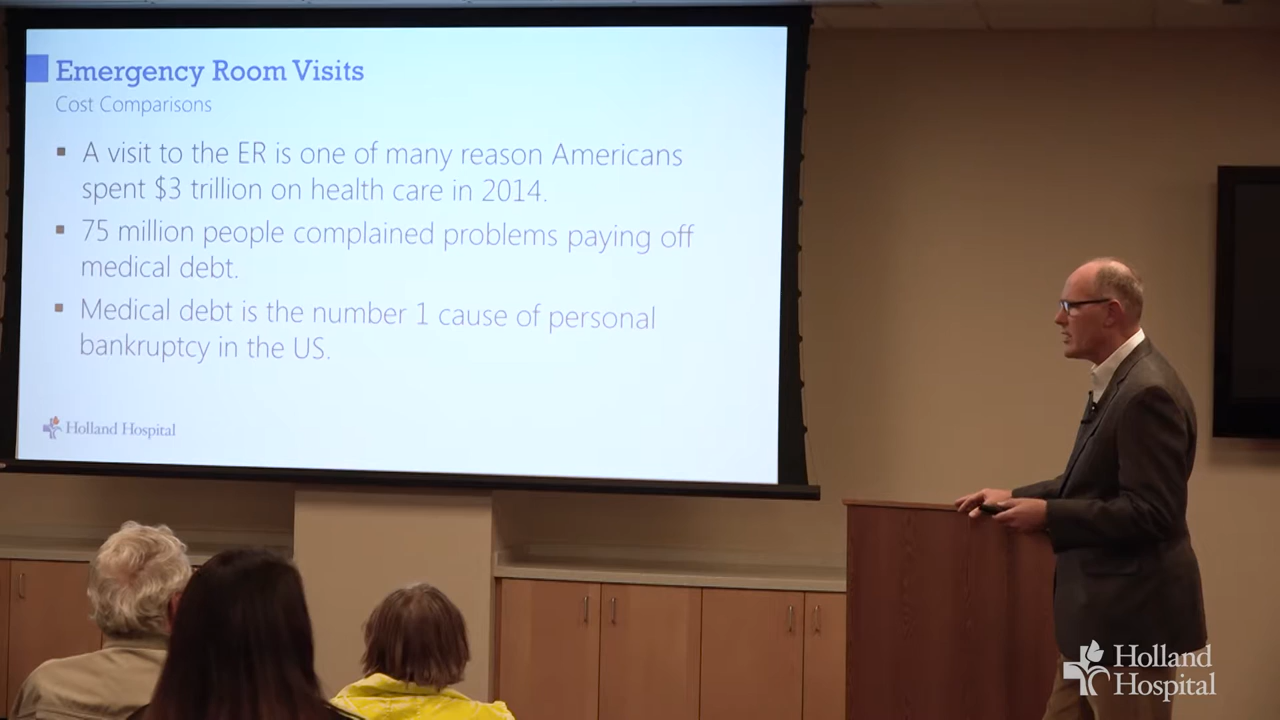 Emergency Room Visits
Cost Comparisons
▪ A visit to the ER is one of many reason Americans
spent $3 trillion on health care in 2014.
▪ 75 million people complained problems paying off
medical debt.
▪ Medical debt is the number 1 cause of personal
bankruptcy in the US.
Holland Hospital
Holland
Hospital